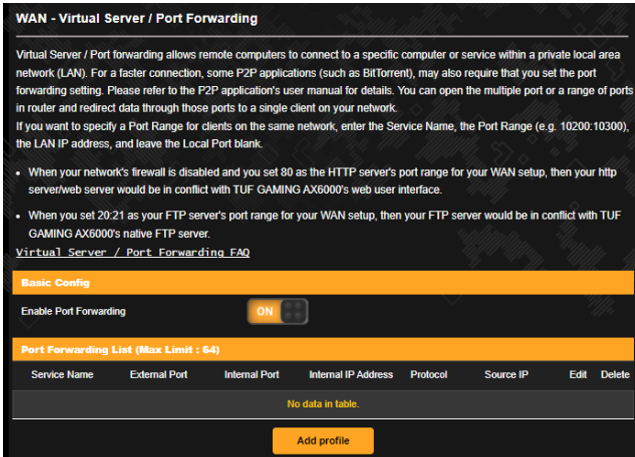 WAN - Virtual Server / Port Forwarding
Virtual Server / Port forwarding allows remote computers to connect to a specific computer or service within a private local area
network (LAN). For a faster connection, some P2P applications (such as BitTorrent), may also require that you set the port
forwarding setting. Please refer to the P2P application's user manual for details. You can open the multiple port or a range of ports
in router and redirect data through those ports to a single client on your network.
If you want to specify a Port Range for clients on the same network, enter the Service Name, the Port Range (e.g. 10200:10300),
the LAN IP address, and leave the Local Port blank.
• When your network's firewall is disabled and you set 80 as the HTTP server's port range for your WAN setup, then your http
server/web server would be in conflict with TUF GAMING AX6000's web user interface.
• When you set 20:21 as your FTP server's port range for your WAN setup, then your FTP server would be in conflict with TUF
GAMING AX6000's native FTP server.
Virtual Server / Port Forwarding FAQ
Basic Config
Enable Port Forwarding ON
Port Forwarding List (Max Limit : 64)
Service Name External Port Internal Port Internal IP Address Protocol Source IP Edit Delete
No data in table.
Add profile